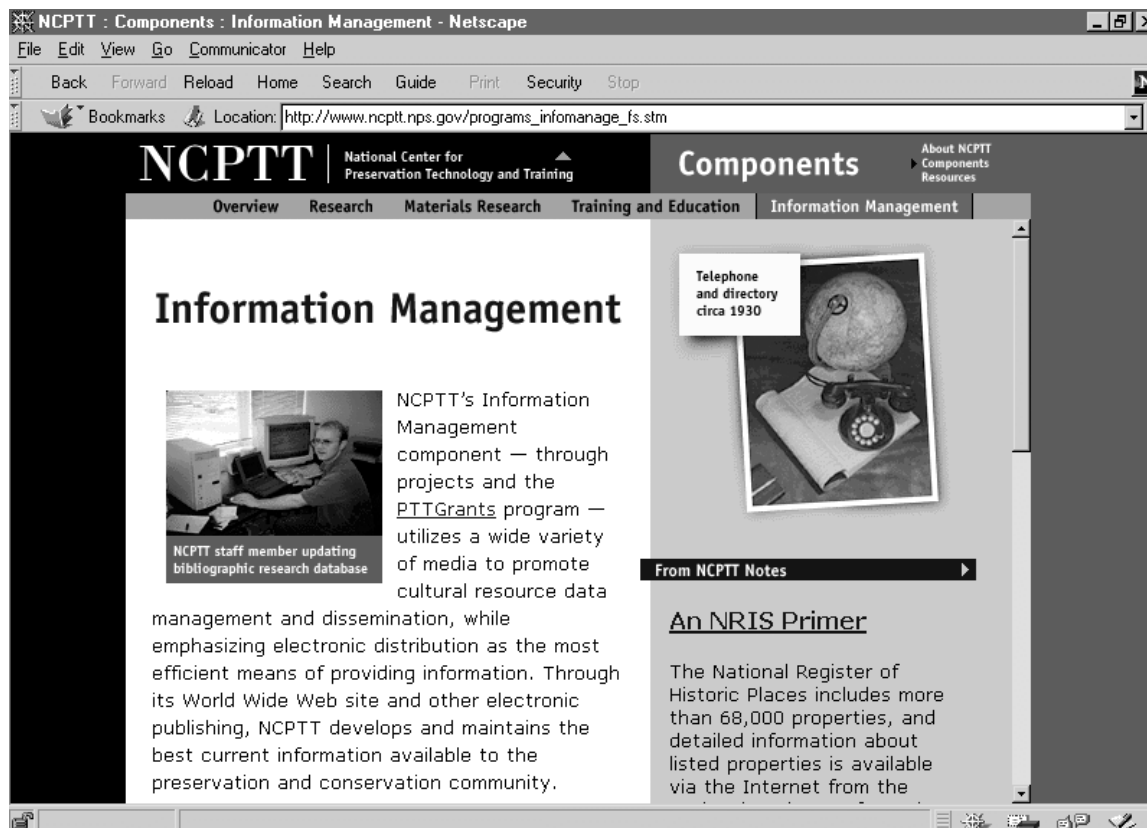 NCPTT : Components : Information Management - Netscape
File Edit View Go Communicator Help
Back Forward Reload Home Search Guide Print Security Stop
Bookmarks Location: http://www.ncptt.nps.gov/programs_infomanage_fs.stm
NCPTT
National Center for
Preservation Technology and Training
Components
About NCPTT
Components
Resources
Overview Research Materials Research Training and Education Information Management
Information Management
NCPTT staff member updating
bibliographic research database
NCPTT's Information
Management
component — through
projects and the
PTTGrants program —
utilizes a wide variety
of media to promote
cultural resource data
management and dissemination, while
emphasizing electronic distribution as the most
efficient means of providing information. Through
its World Wide Web site and other electronic
publishing, NCPTT develops and maintains the
best current information available to the
preservation and conservation community.
Telephone
and directory
circa 1930
From NCPTT Notes
An NRIS Primer
The National Register of
Historic Places includes more
than 68,000 properties, and
detailed information about
listed properties is available
via the Internet from the